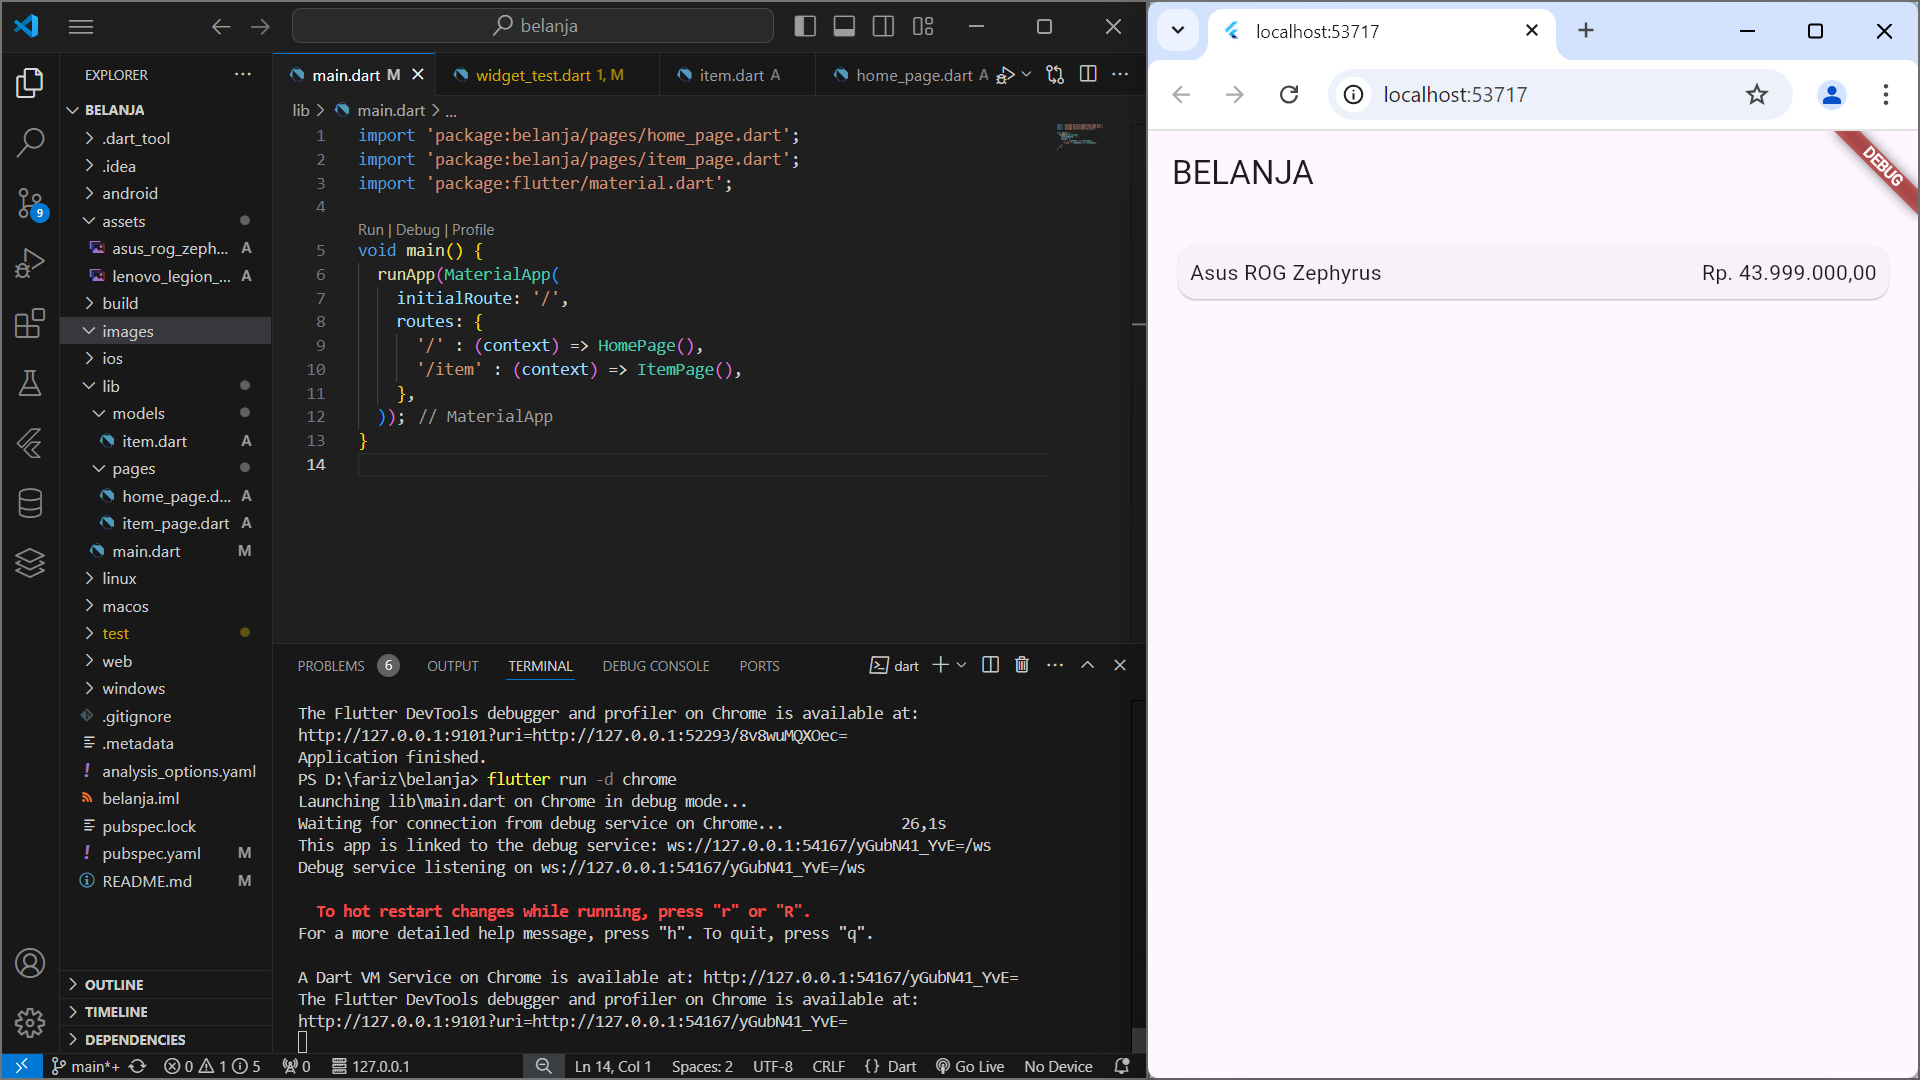 belanja
EXPLORER
BELANJA
.dart_tool
.idea
android
assets
asus_rog_zeph... A
lenovo_legion_... A
build
images
ios
lib
models
item.dart A
pages
home_page.d... A
item_page.dart A
main.dart M
linux
macos
test
web
windows
.gitignore
.metadata
analysis_options.yaml
belanja.iml
pubspec.lock
pubspec.yaml M
README.md M
OUTLINE
TIMELINE
DEPENDENCIES
9
main.dart M
widget_test.dart 1, M
item.dart A
home_page.dart A
lib > main.dart > ...
1 import 'package:belanja/pages/home_page.dart';
2 import 'package:belanja/pages/item_page.dart';
3 import 'package:flutter/material.dart';
4
Run | Debug | Profile
5 void main() {
6 runApp(MaterialApp(
7 initialRoute: '/',
8 routes: {
9 '/' : (context) => HomePage(),
10 '/item' : (context) => ItemPage(),
11 },
12 )); // MaterialApp
13 }
14
PROBLEMS 6 OUTPUT TERMINAL DEBUG CONSOLE PORTS
dart
The Flutter DevTools debugger and profiler on Chrome is available at:
http://127.0.0.1:9101?uri=http://127.0.0.1:52293/8v8wuMQXOec=
Application finished.
PS D:\fariz\belanja> flutter run -d chrome
Launching lib\main.dart on Chrome in debug mode...
Waiting for connection from debug service on Chrome... 26,1s
This app is linked to the debug service: ws://127.0.0.1:54167/yGubN41_YvE=/ws
Debug service listening on ws://127.0.0.1:54167/yGubN41_YvE=/ws
To hot restart changes while running, press "r" or "R".
For a more detailed help message, press "h". To quit, press "q".
A Dart VM Service on Chrome is available at: http://127.0.0.1:54167/yGubN41_YvE=
The Flutter DevTools debugger and profiler on Chrome is available at:
http://127.0.0.1:9101?uri=http://127.0.0.1:54167/yGubN41_YvE=
main*+ 0 1 5 0 127.0.0.1 Ln 14, Col 1 Spaces: 2 UTF-8 CRLF {} Dart Go Live No Device
localhost:53717
localhost:53717
BELANJA
DEBUG
Asus ROG Zephyrus Rp. 43.999.000,00